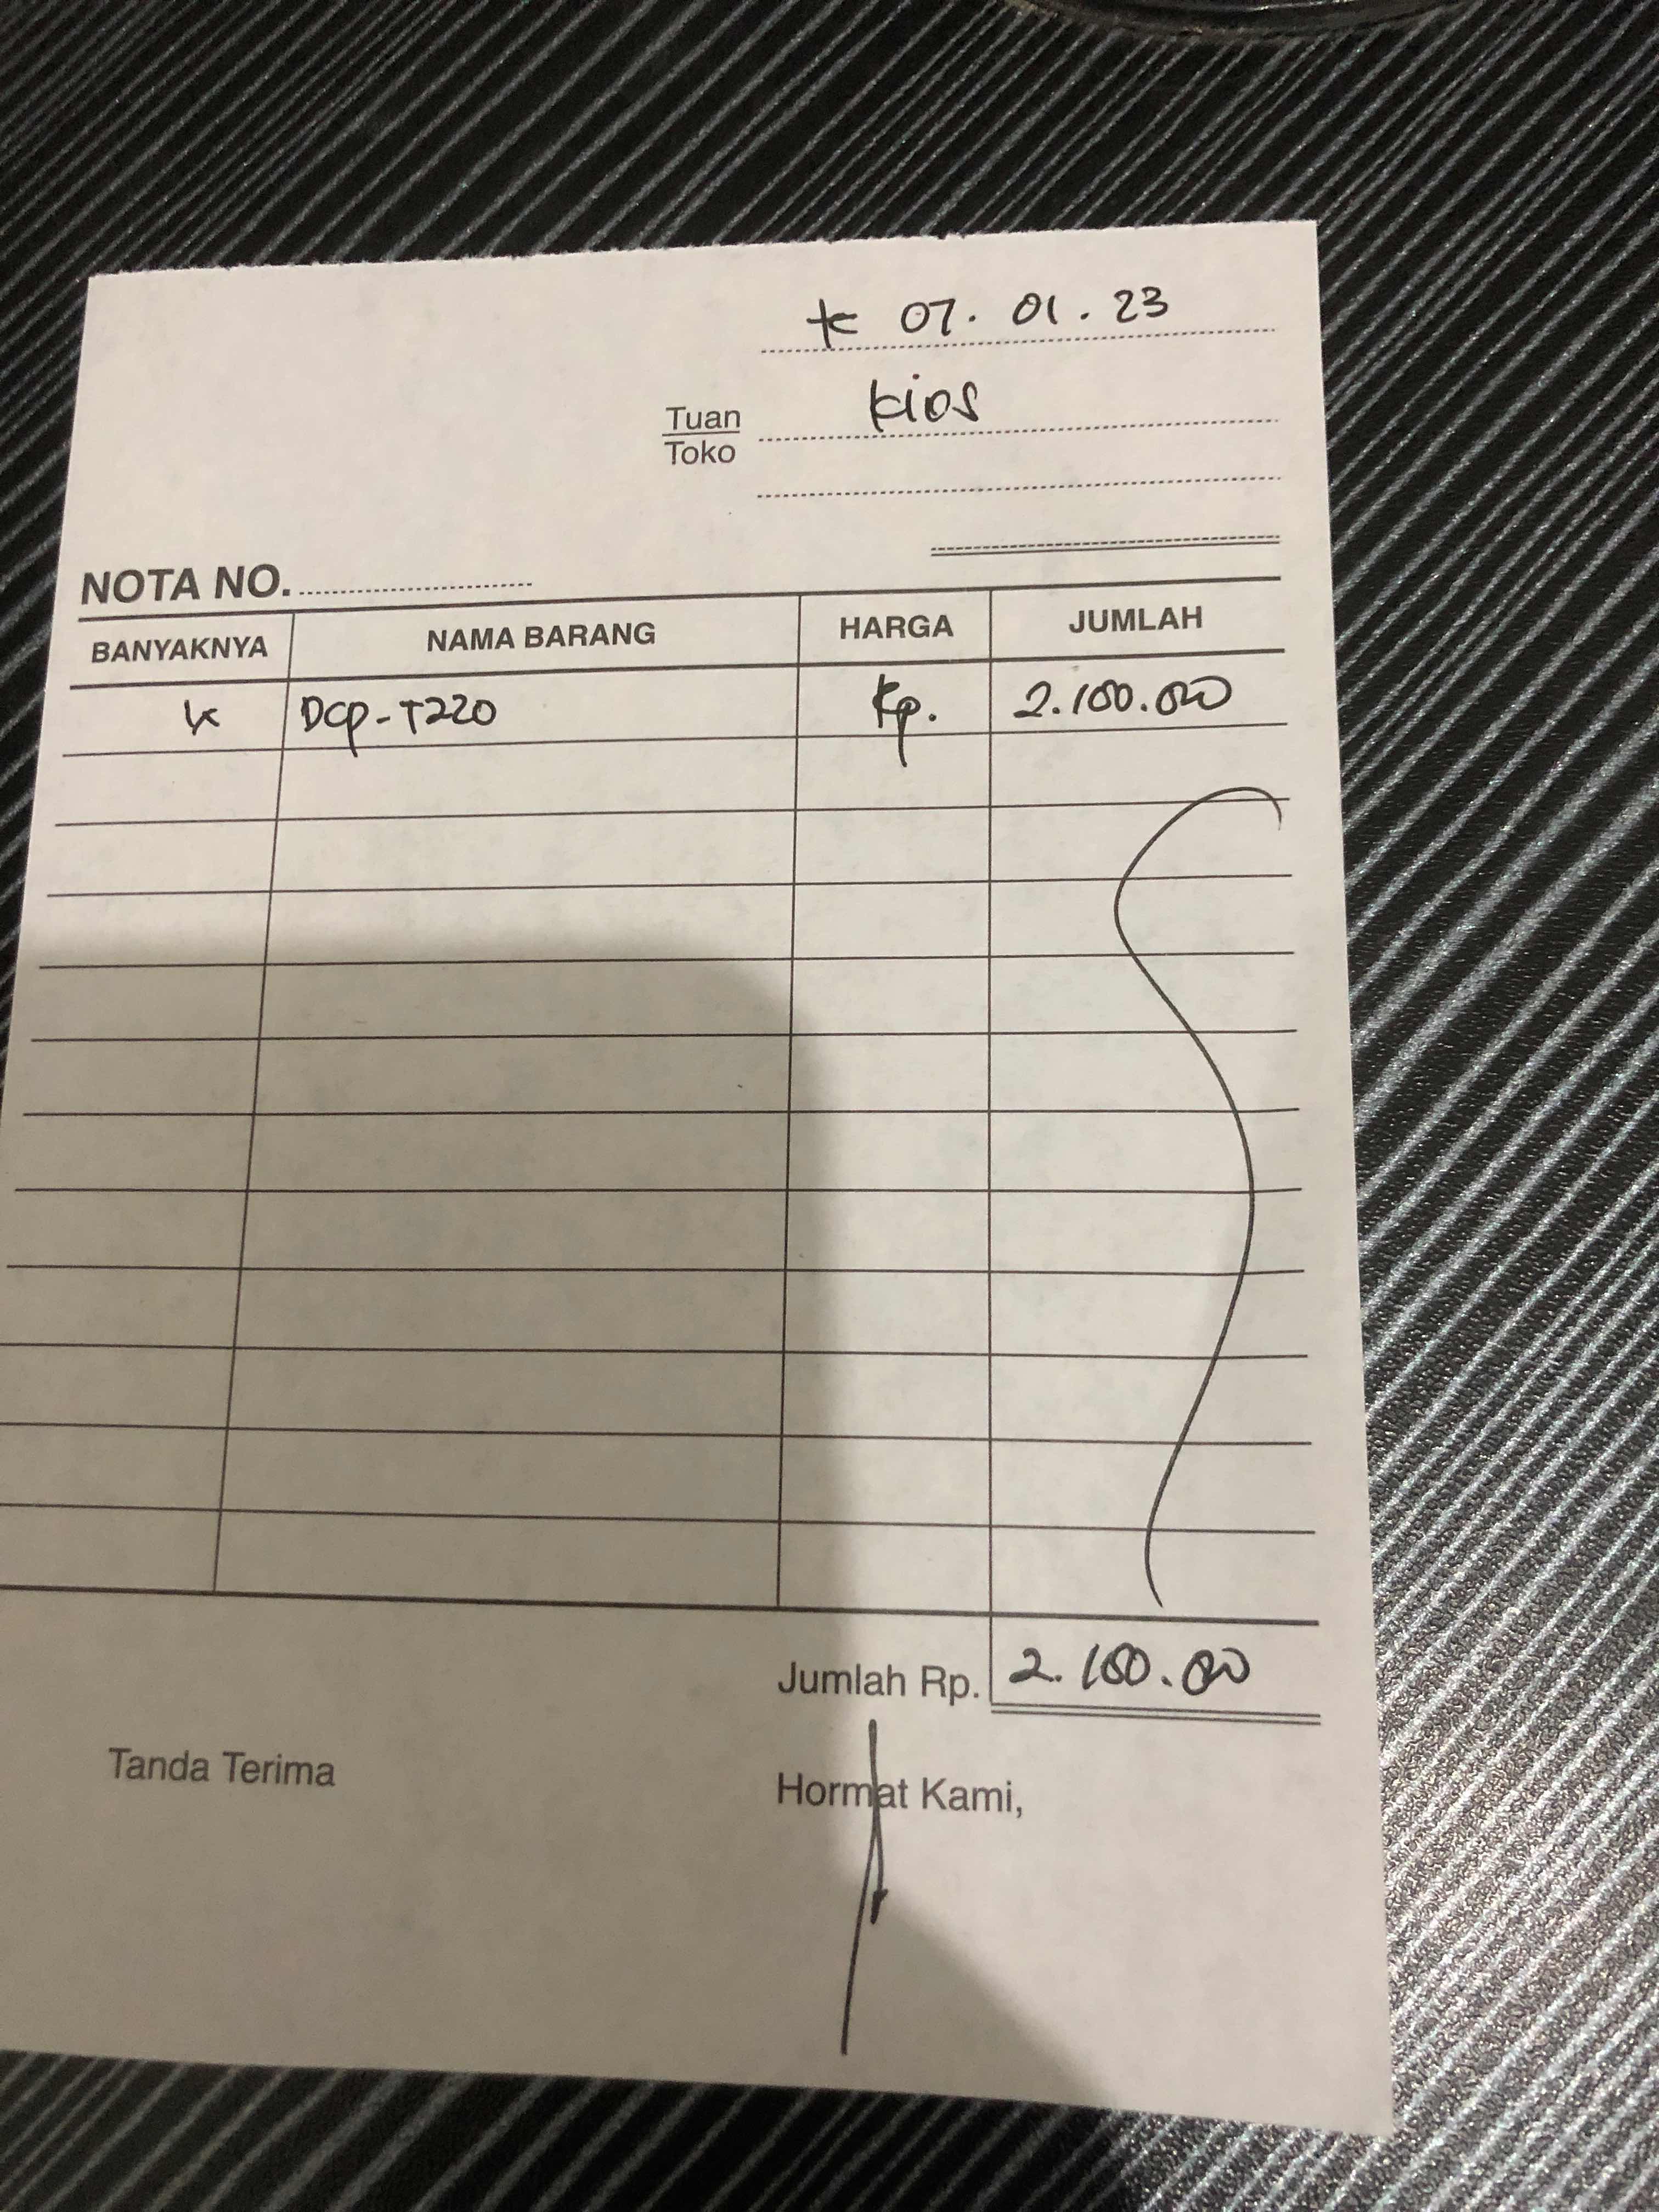 07. 01. 23
Tuan kios
Toko
NOTA NO.
BANYAKNYA NAMA BARANG HARGA JUMLAH
DCP-T220 Rp. 2.100.000
Jumlah Rp. 2.100.000
Tanda Terima Hormat Kami,